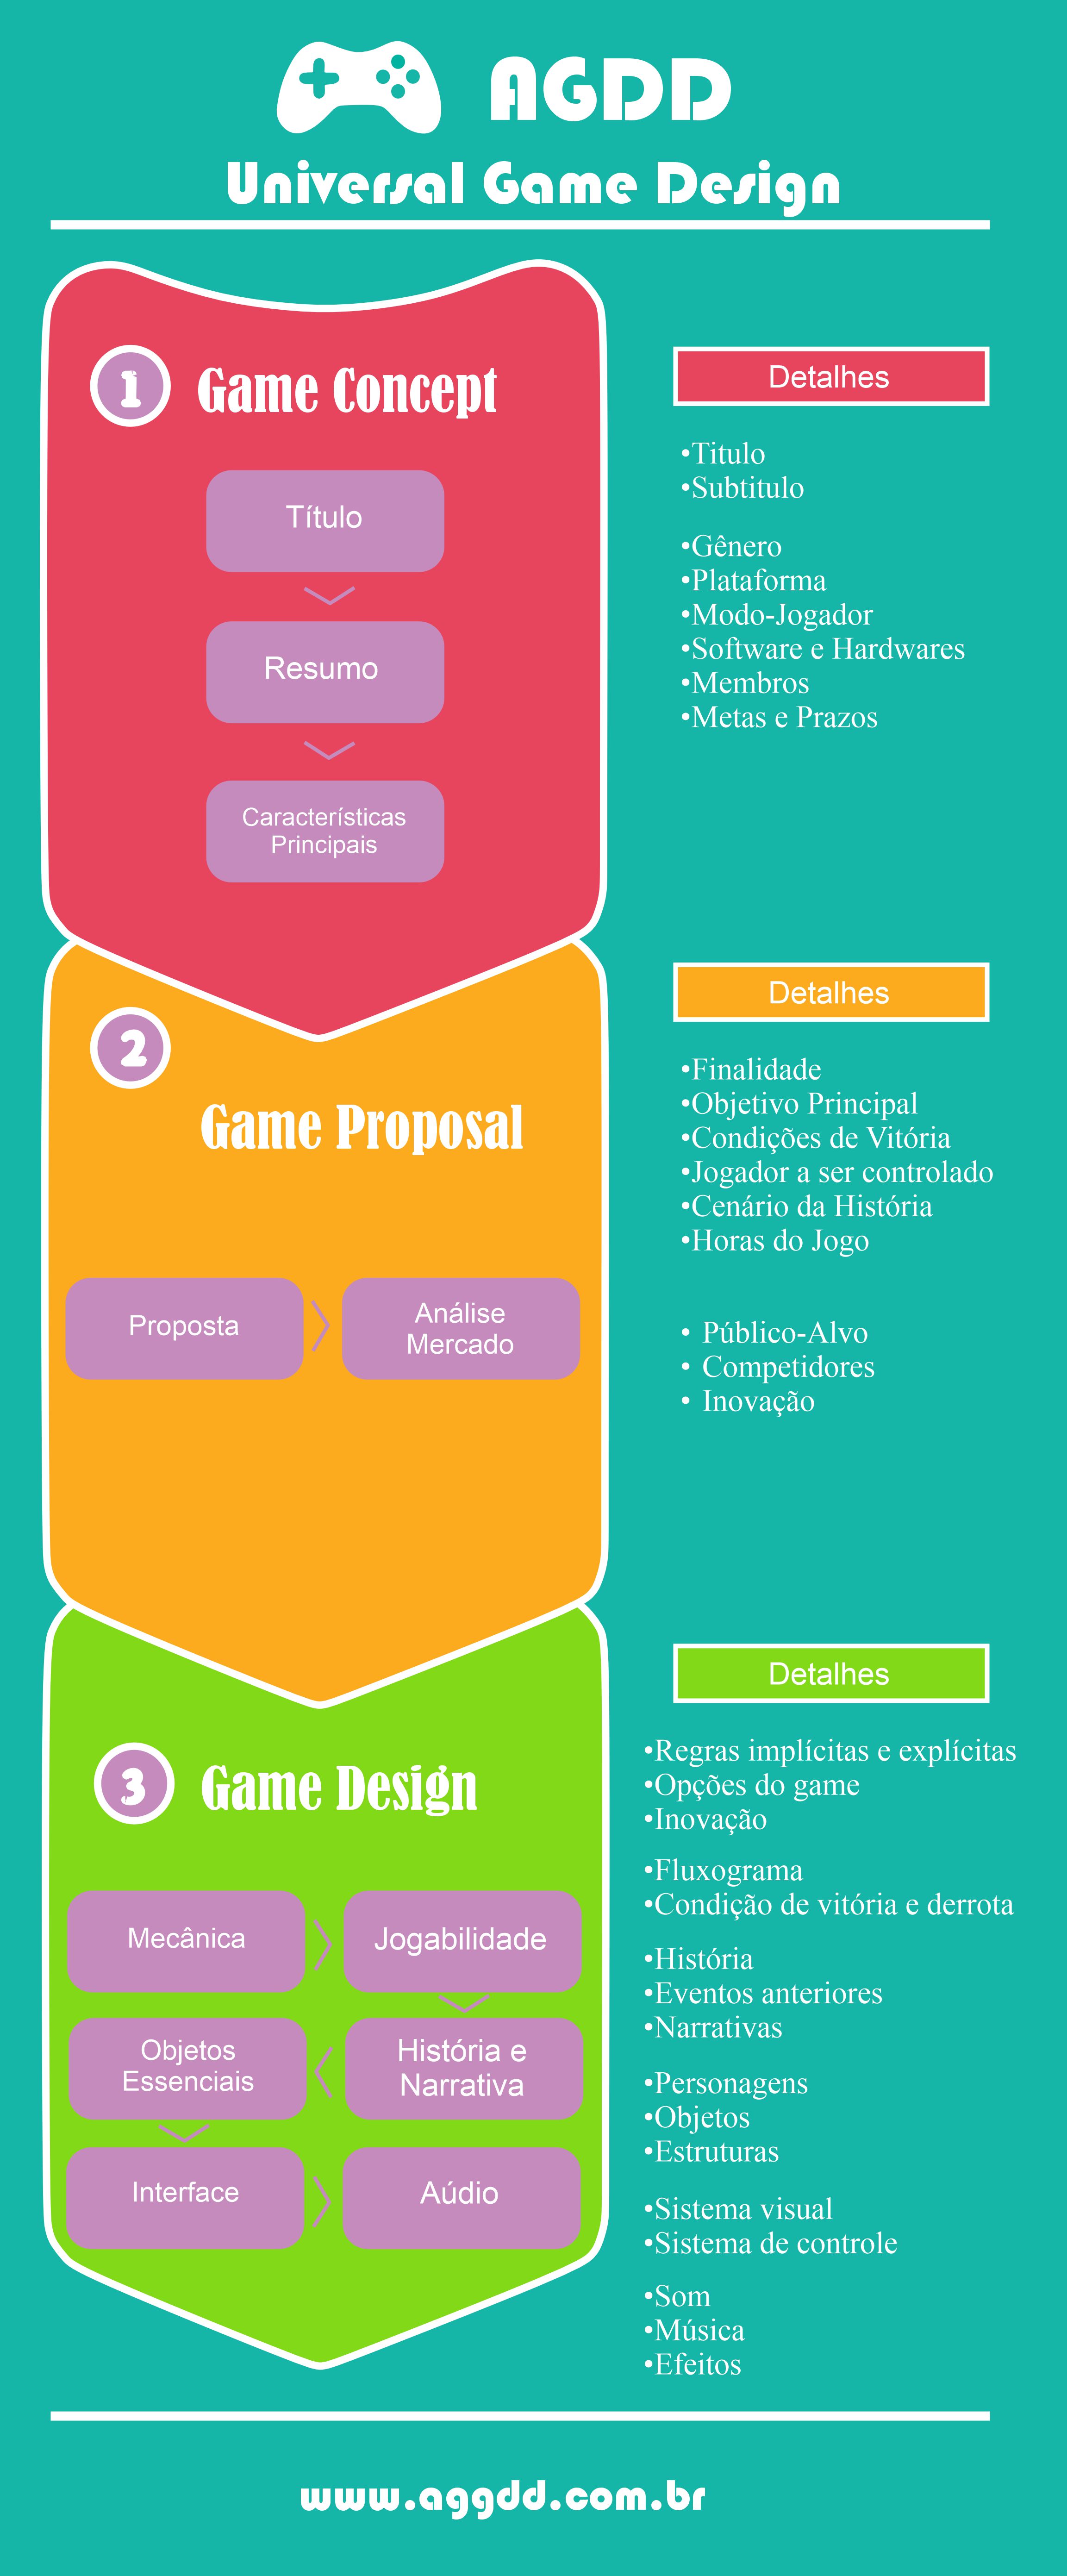 AGDD
Universal Game Design
1
Game Concept
Título
Resumo
Características
Principais
Detalhes
•Titulo
•Subtitulo
•Gênero
•Plataforma
•Modo-Jogador
•Software e Hardwares
•Membros
•Metas e Prazos
2
Game Proposal
Proposta
Análise
Mercado
Detalhes
•Finalidade
•Objetivo Principal
•Condições de Vitória
•Jogador a ser controlado
•Cenário da História
•Horas do Jogo
• Público-Alvo
• Competidores
• Inovação
3
Game Design
Mecânica
Jogabilidade
Objetos
Essenciais
História e
Narrativa
Interface
Aúdio
Detalhes
•Regras implícitas e explícitas
•Opções do game
•Inovação
•Fluxograma
•Condição de vitória e derrota
•História
•Eventos anteriores
•Narrativas
•Personagens
•Objetos
•Estruturas
•Sistema visual
•Sistema de controle
•Som
•Música
•Efeitos
www.aggdd.com.br